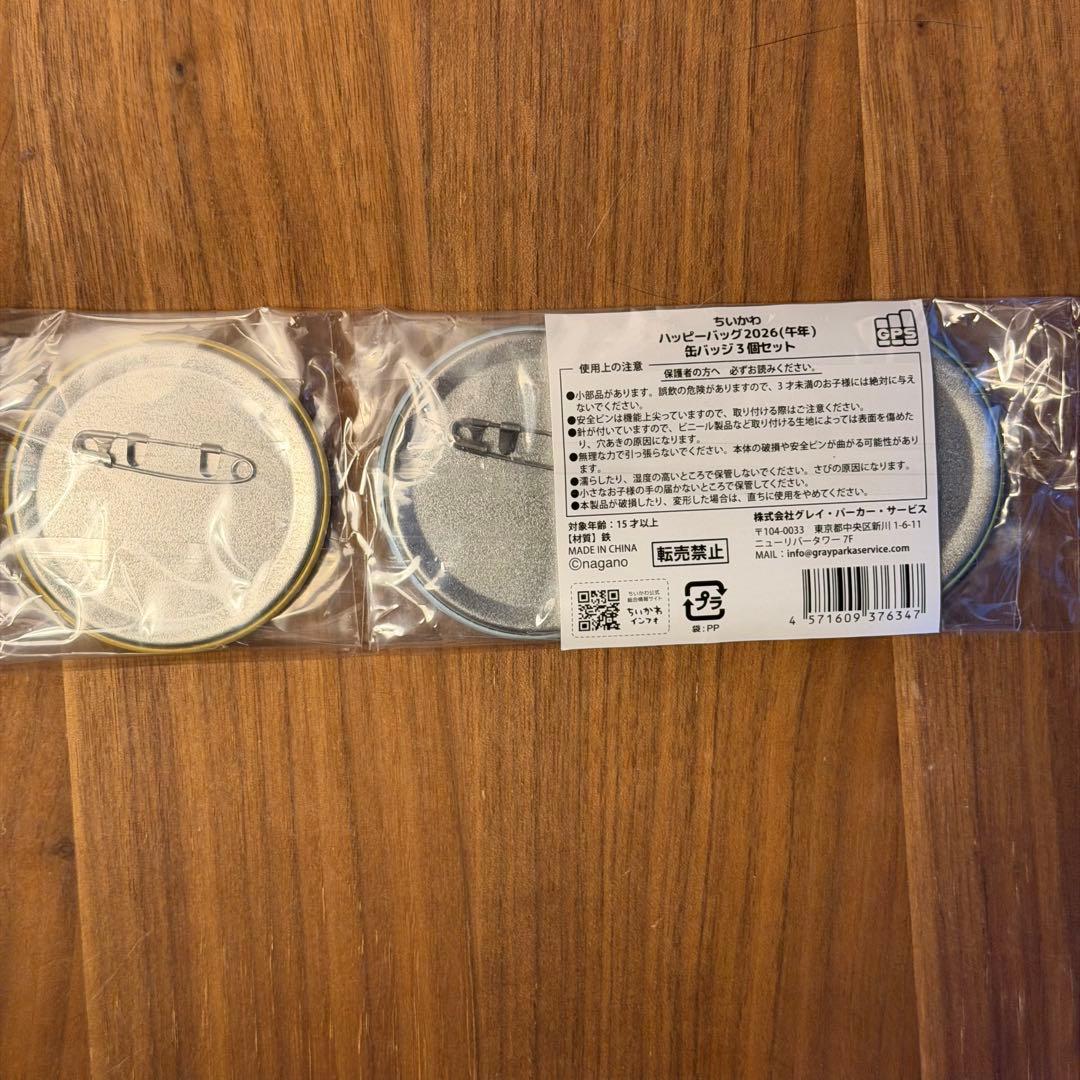 ちいかわ
ハッピーバッグ2026(午年)
缶バッジ3個セット
GPS
使用上の注意
保護者の方へ 必ずお読みください。
●小部品があります。誤飲の危険がありますので、3才未満のお子様には絶対に与え
ないでください。
●安全ピンは機能上尖っていますので、取り付ける際はご注意ください。
●針が付いていますので、ビニール製品など取り付ける生地によっては表面を傷めた
り、穴あきの原因になります。
●無理な力で引っ張らないでください。本体の破損や安全ピンが曲がる可能性があり
ます。
●濡らしたり、湿度の高いところで保管しないでください。さびの原因になります。
●小さなお子様の手の届かないところで保管してください。
●本製品が破損したり、変形した場合は、直ちに使用をやめてください。
対象年齢：15才以上
【材質】鉄
MADE IN CHINA
©nagano
転売禁止
株式会社グレイ・パーカー・サービス
〒104-0033 東京都中央区新川1-6-11
ニューリバータワー 7F
MAIL：info@grayparkaservice.com
ちいかわ公式
総合情報サイト
ちいかわ
インフォ
プラ
袋：PP
4 571609 376347